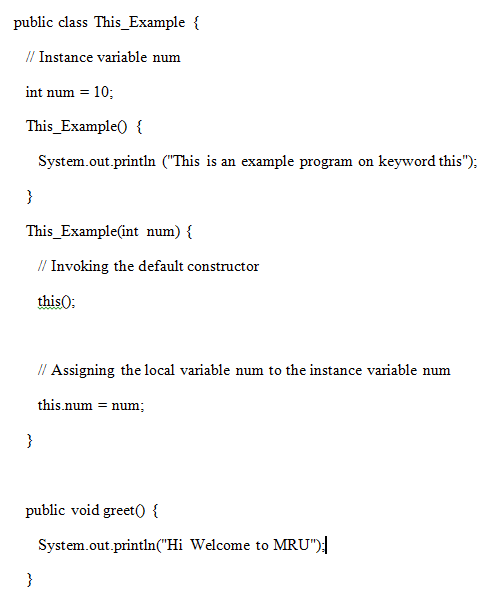 public class This_Example {
// Instance variable num
int num = 10;
This_Example() {
System.out.println ("This is an example program on keyword this");
}
This_Example(int num) {
// Invoking the default constructor
this();
// Assigning the local variable num to the instance variable num
this.num = num;
}
public void greet() {
System.out.println("Hi Welcome to MRU");
}